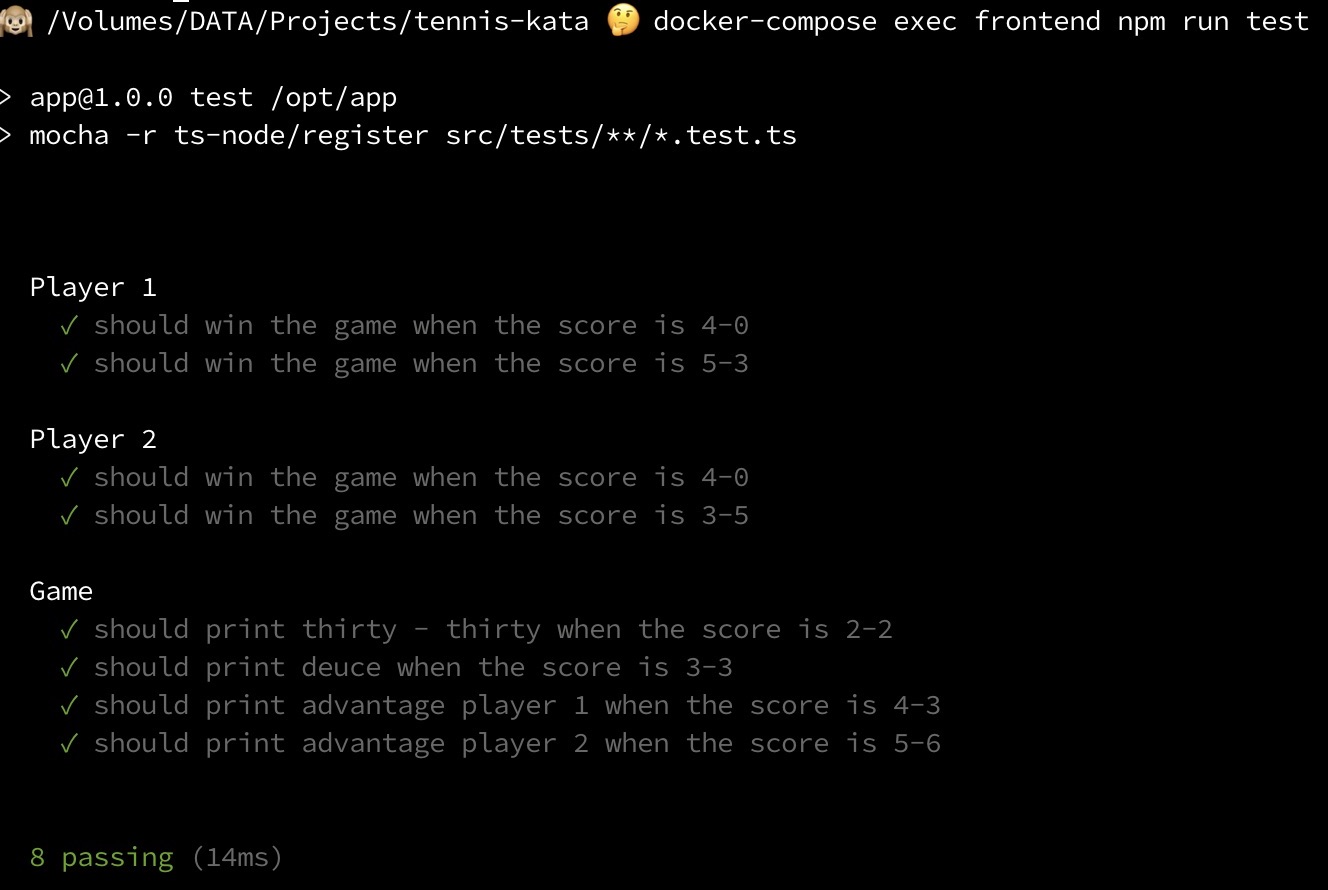 🙉 /Volumes/DATA/Projects/tennis-kata 🤔 docker-compose exec frontend npm run test
> app@1.0.0 test /opt/app
> mocha -r ts-node/register src/tests/**/*.test.ts
Player 1
✓ should win the game when the score is 4-0
✓ should win the game when the score is 5-3
Player 2
✓ should win the game when the score is 4-0
✓ should win the game when the score is 3-5
Game
✓ should print thirty - thirty when the score is 2-2
✓ should print deuce when the score is 3-3
✓ should print advantage player 1 when the score is 4-3
✓ should print advantage player 2 when the score is 5-6
8 passing (14ms)